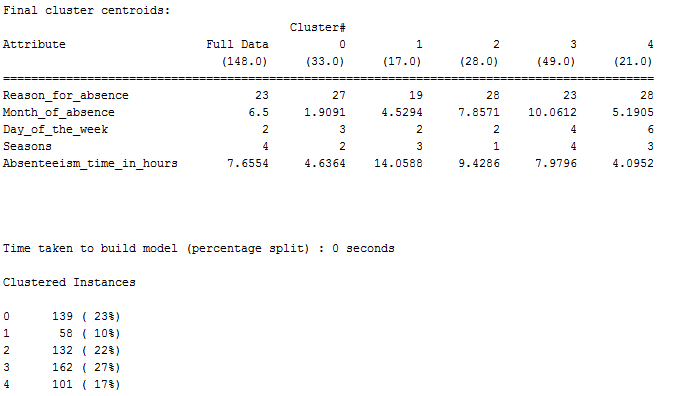 Final cluster centroids:
Cluster#
Attribute Full Data 0 1 2 3 4
(148.0) (33.0) (17.0) (28.0) (49.0) (21.0)
==========================================================================================
Reason_for_absence 23 27 19 28 23 28
Month_of_absence 6.5 1.9091 4.5294 7.8571 10.0612 5.1905
Day_of_the_week 2 3 2 2 4 6
Seasons 4 2 3 1 4 3
Absenteeism_time_in_hours 7.6554 4.6364 14.0588 9.4286 7.9796 4.0952
Time taken to build model (percentage split) : 0 seconds
Clustered Instances
0 139 ( 23%)
1 58 ( 10%)
2 132 ( 22%)
3 162 ( 27%)
4 101 ( 17%)